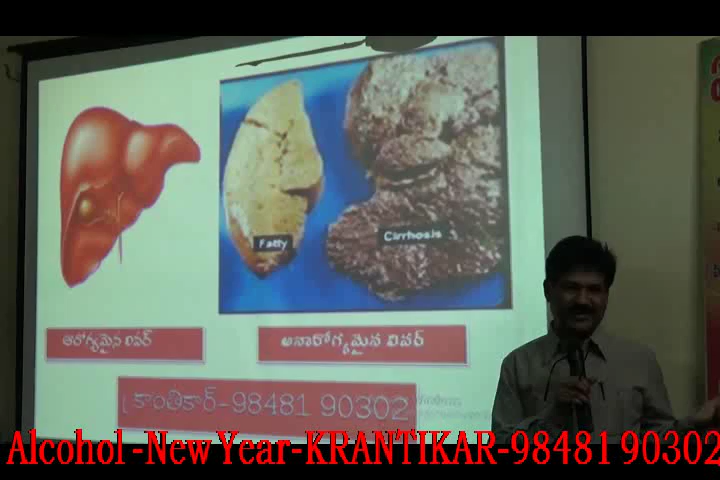 Fatty
Cirrhosis
ఆరోగ్యమైన లివర్
అనారోగ్యమైన లివర్
క్రాంతికార్-98481 90302
Alcohol -New Year-KRANTIKAR-98481 90302